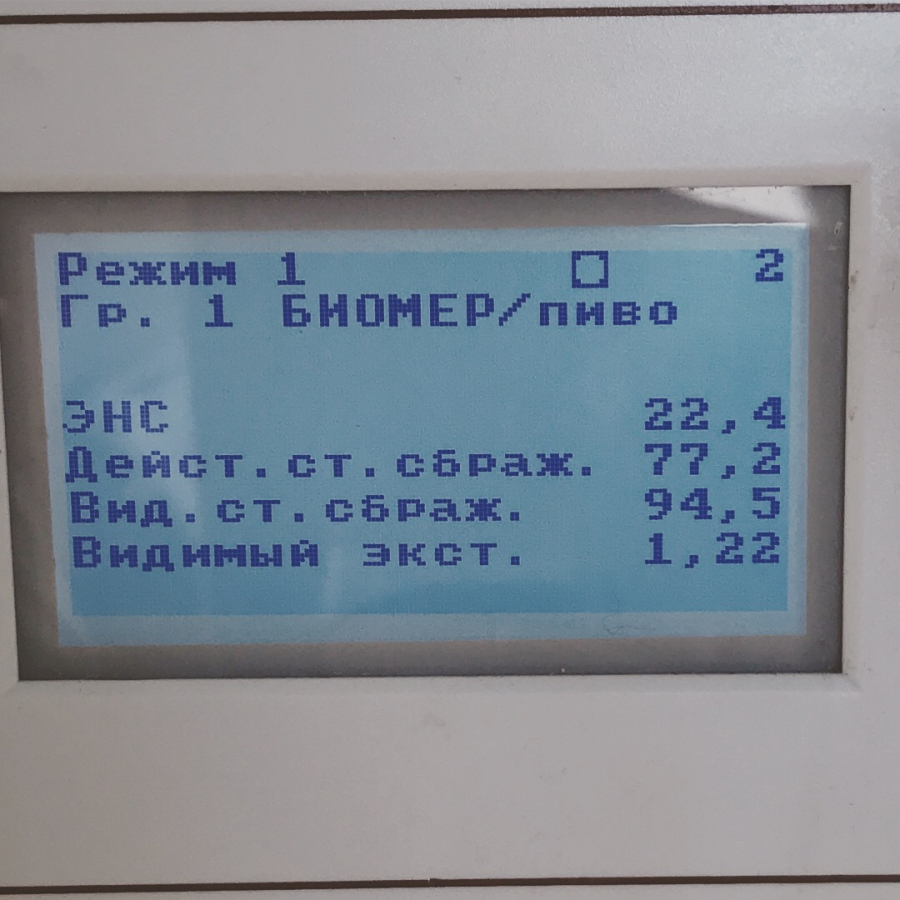 Режим 1 2
Гр. 1 БИОМЕР/пиво
ЭНС 22,4
Дейст.ст.сбраж. 77,2
Вид.ст.сбраж. 94,5
Видимый экст. 1,22